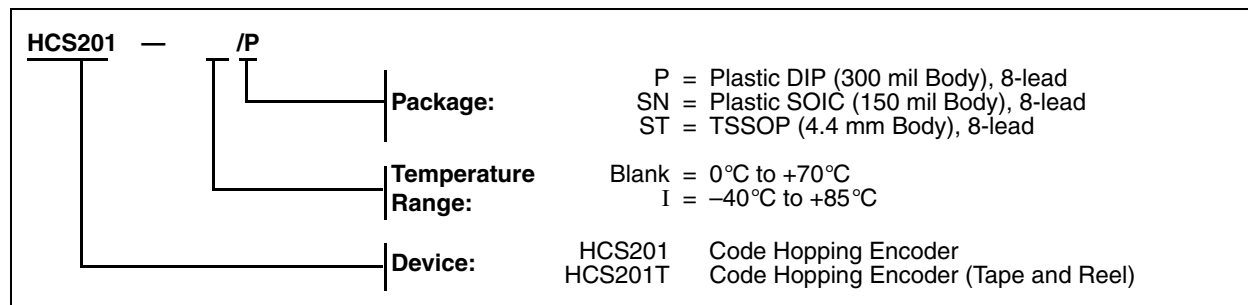 HCS201 — /P
Package: P = Plastic DIP (300 mil Body), 8-lead
SN = Plastic SOIC (150 mil Body), 8-lead
ST = TSSOP (4.4 mm Body), 8-lead
Temperature Blank = 0°C to +70°C
Range: I = –40°C to +85°C
Device: HCS201 Code Hopping Encoder
HCS201T Code Hopping Encoder (Tape and Reel)